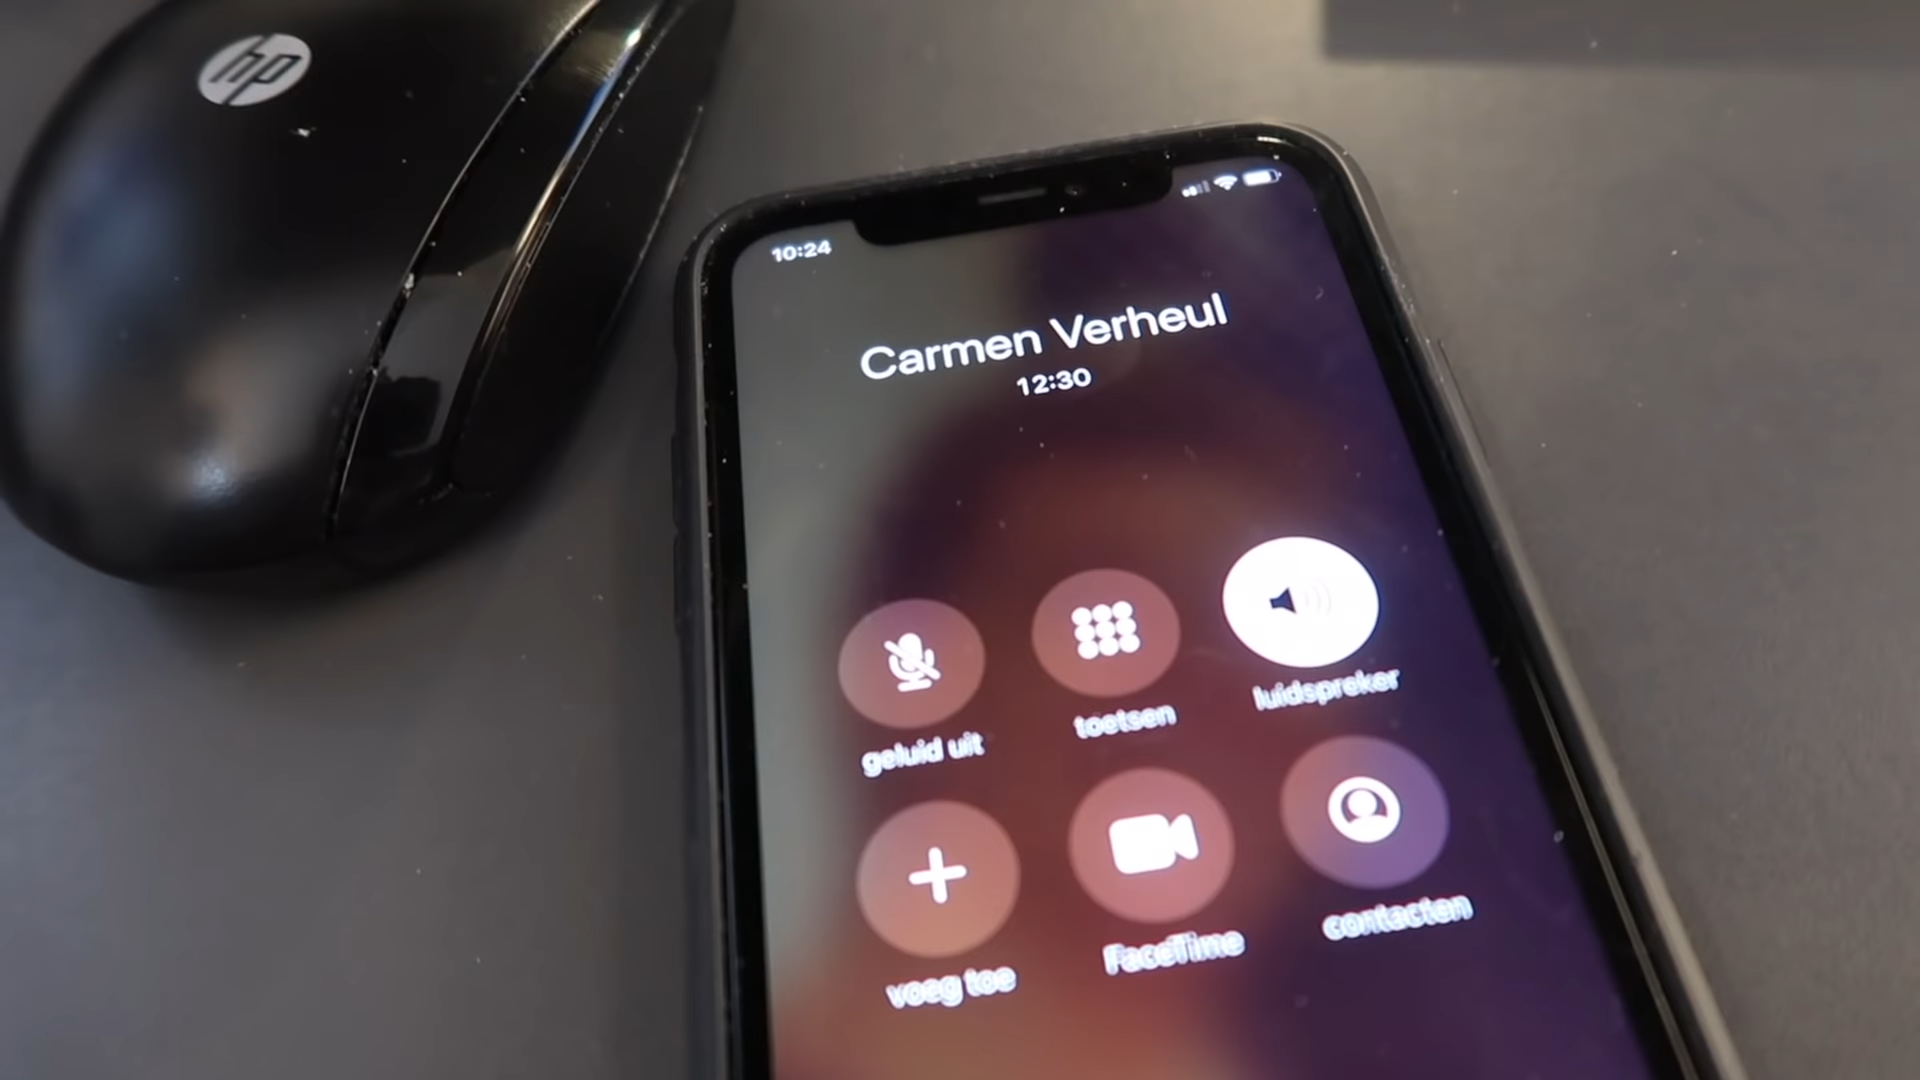 hp
10:24
Carmen Verheul
12:30
geluid uit
toetsen
luidspreker
voeg toe
FaceTime
contacten